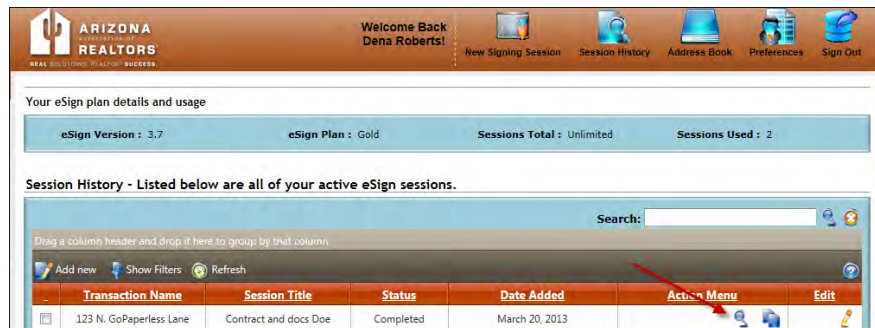 ARIZONA
ASSOCIATION OF
REALTORS®
REAL SOLUTIONS. REALTOR® SUCCESS.
Welcome Back
Dena Roberts!
New Signing Session Session History Address Book Preferences Sign Out
Your eSign plan details and usage
eSign Version : 3.7 eSign Plan : Gold Sessions Total : Unlimited Sessions Used : 2
Session History - Listed below are all of your active eSign sessions.
Search:
Drag a column header and drop it here to group by that column
Add new Show Filters Refresh
Transaction Name Session Title Status Date Added Action Menu Edit
123 N. GoPaperless Lane Contract and docs Doe Completed March 20, 2013